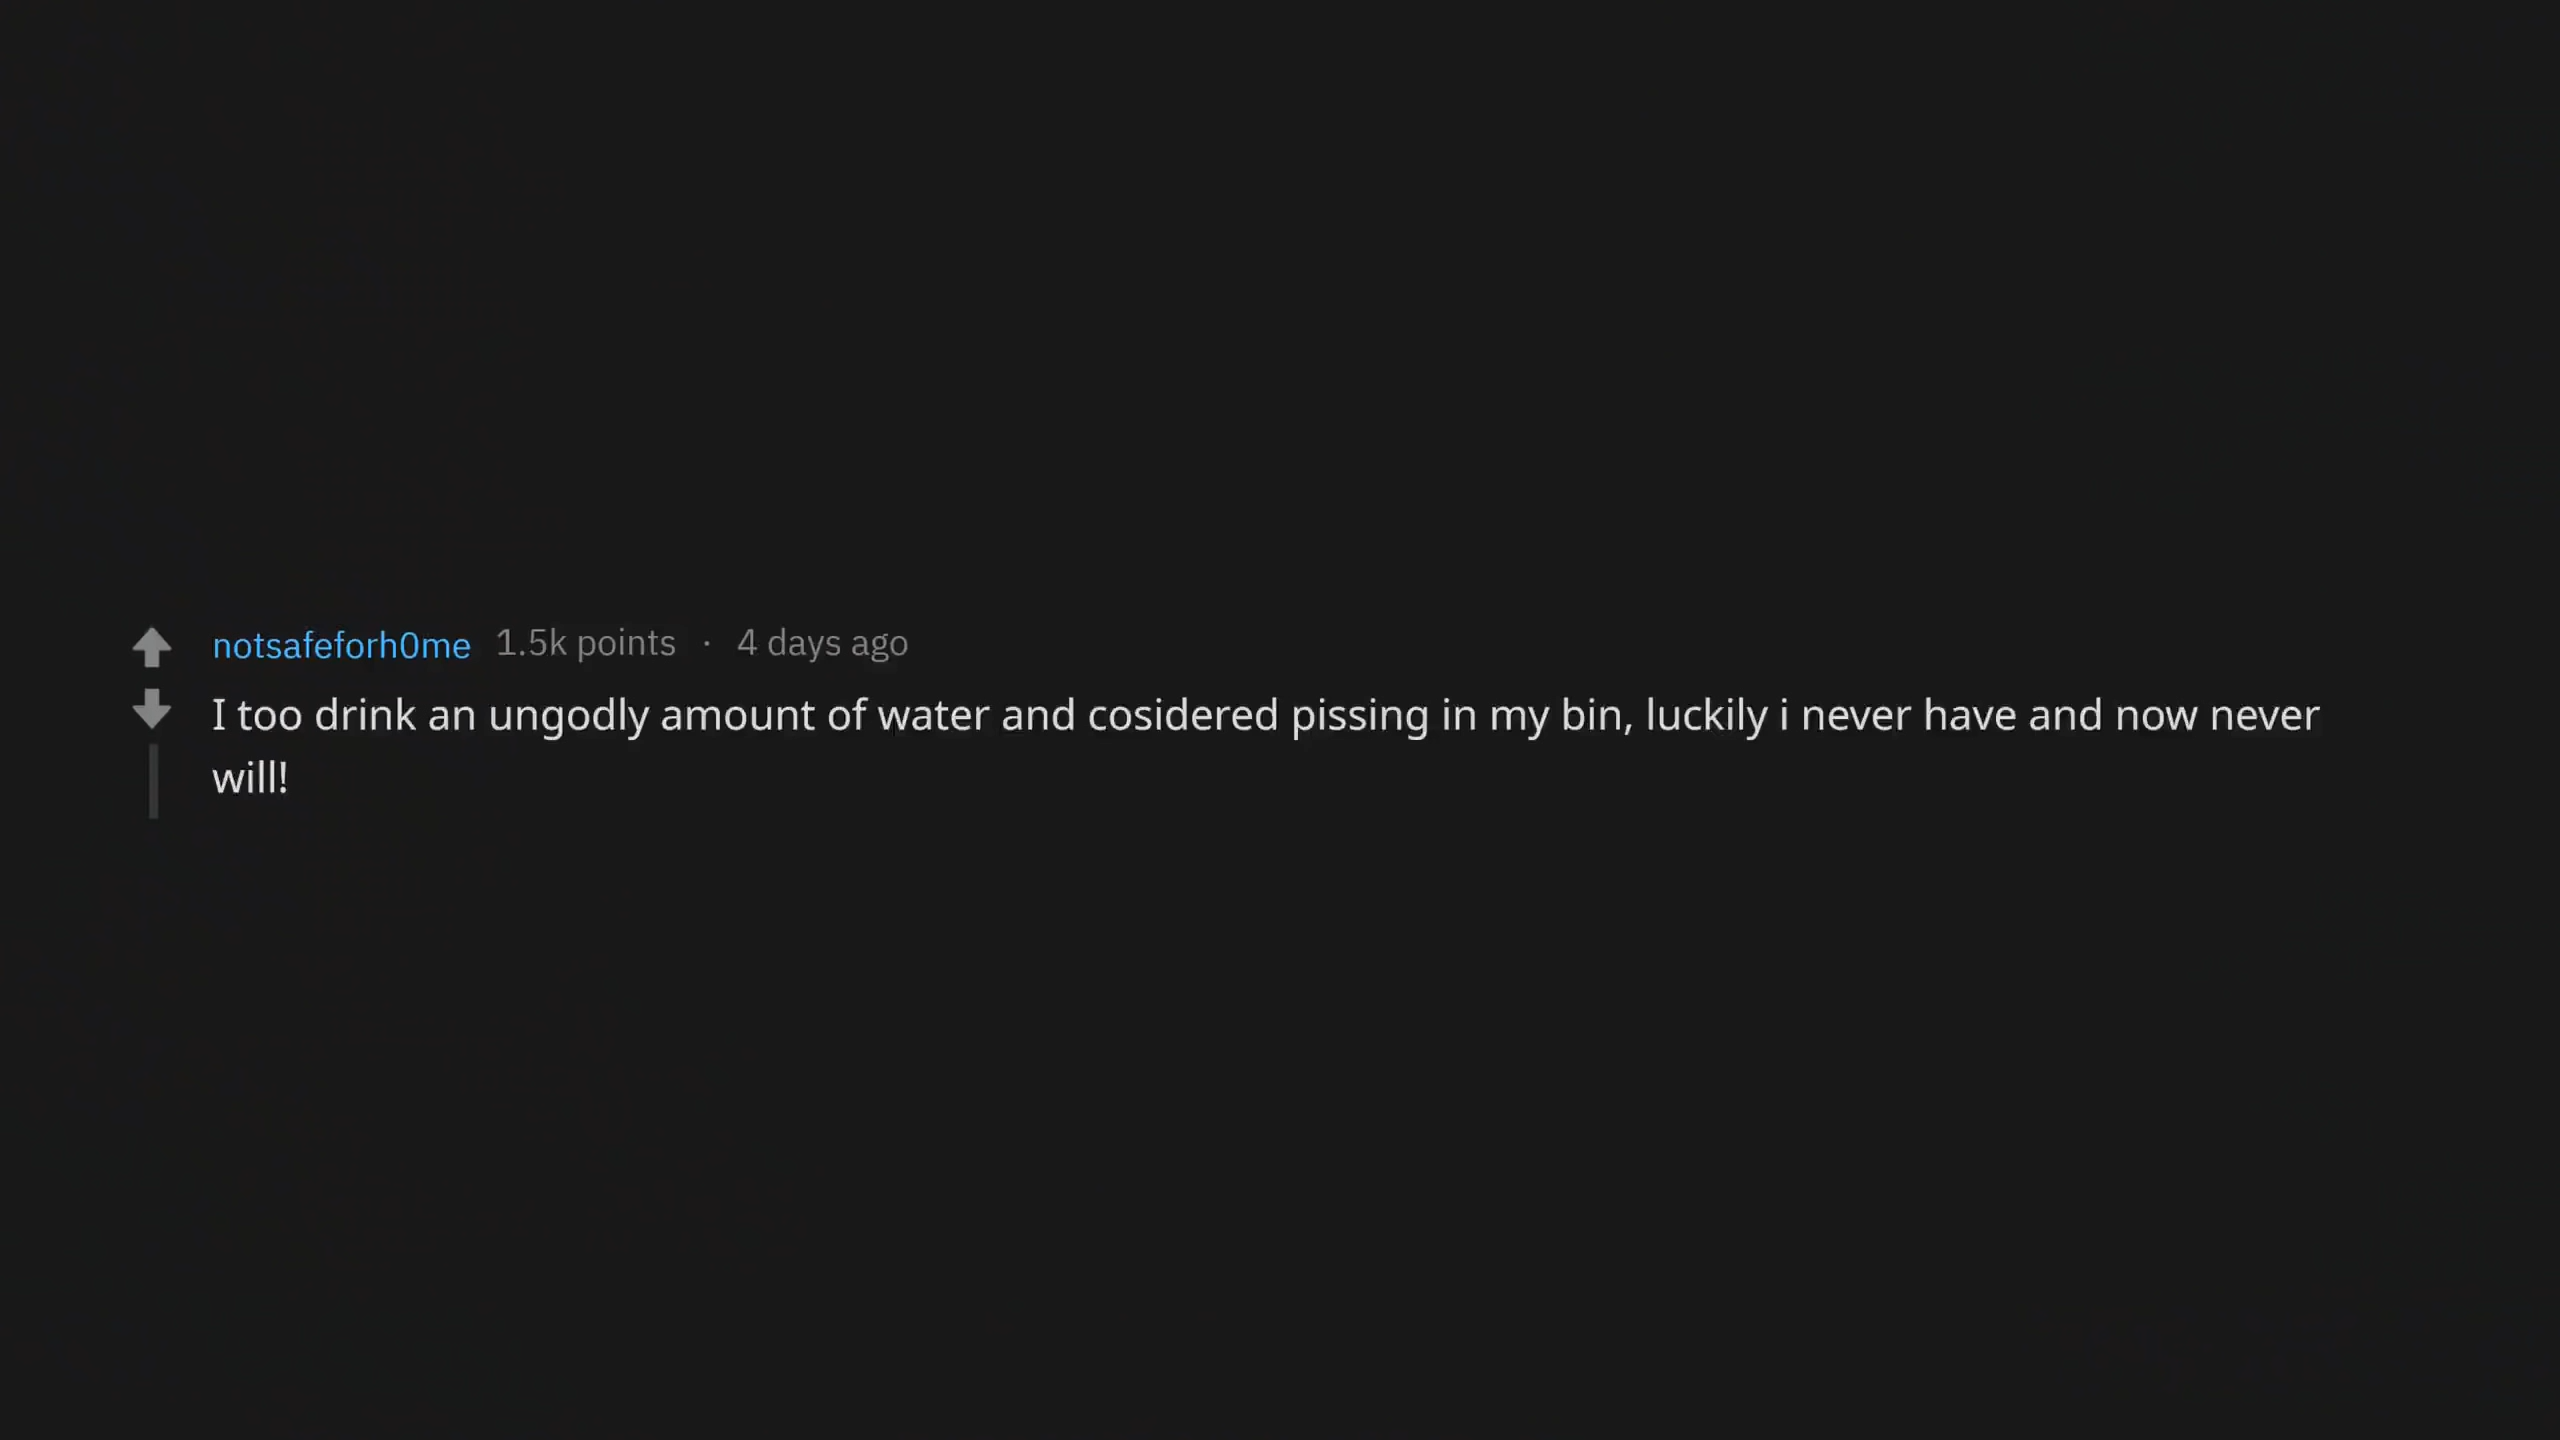 notsafeforh0me 1.5k points · 4 days ago
I too drink an ungodly amount of water and cosidered pissing in my bin, luckily i never have and now never
will!